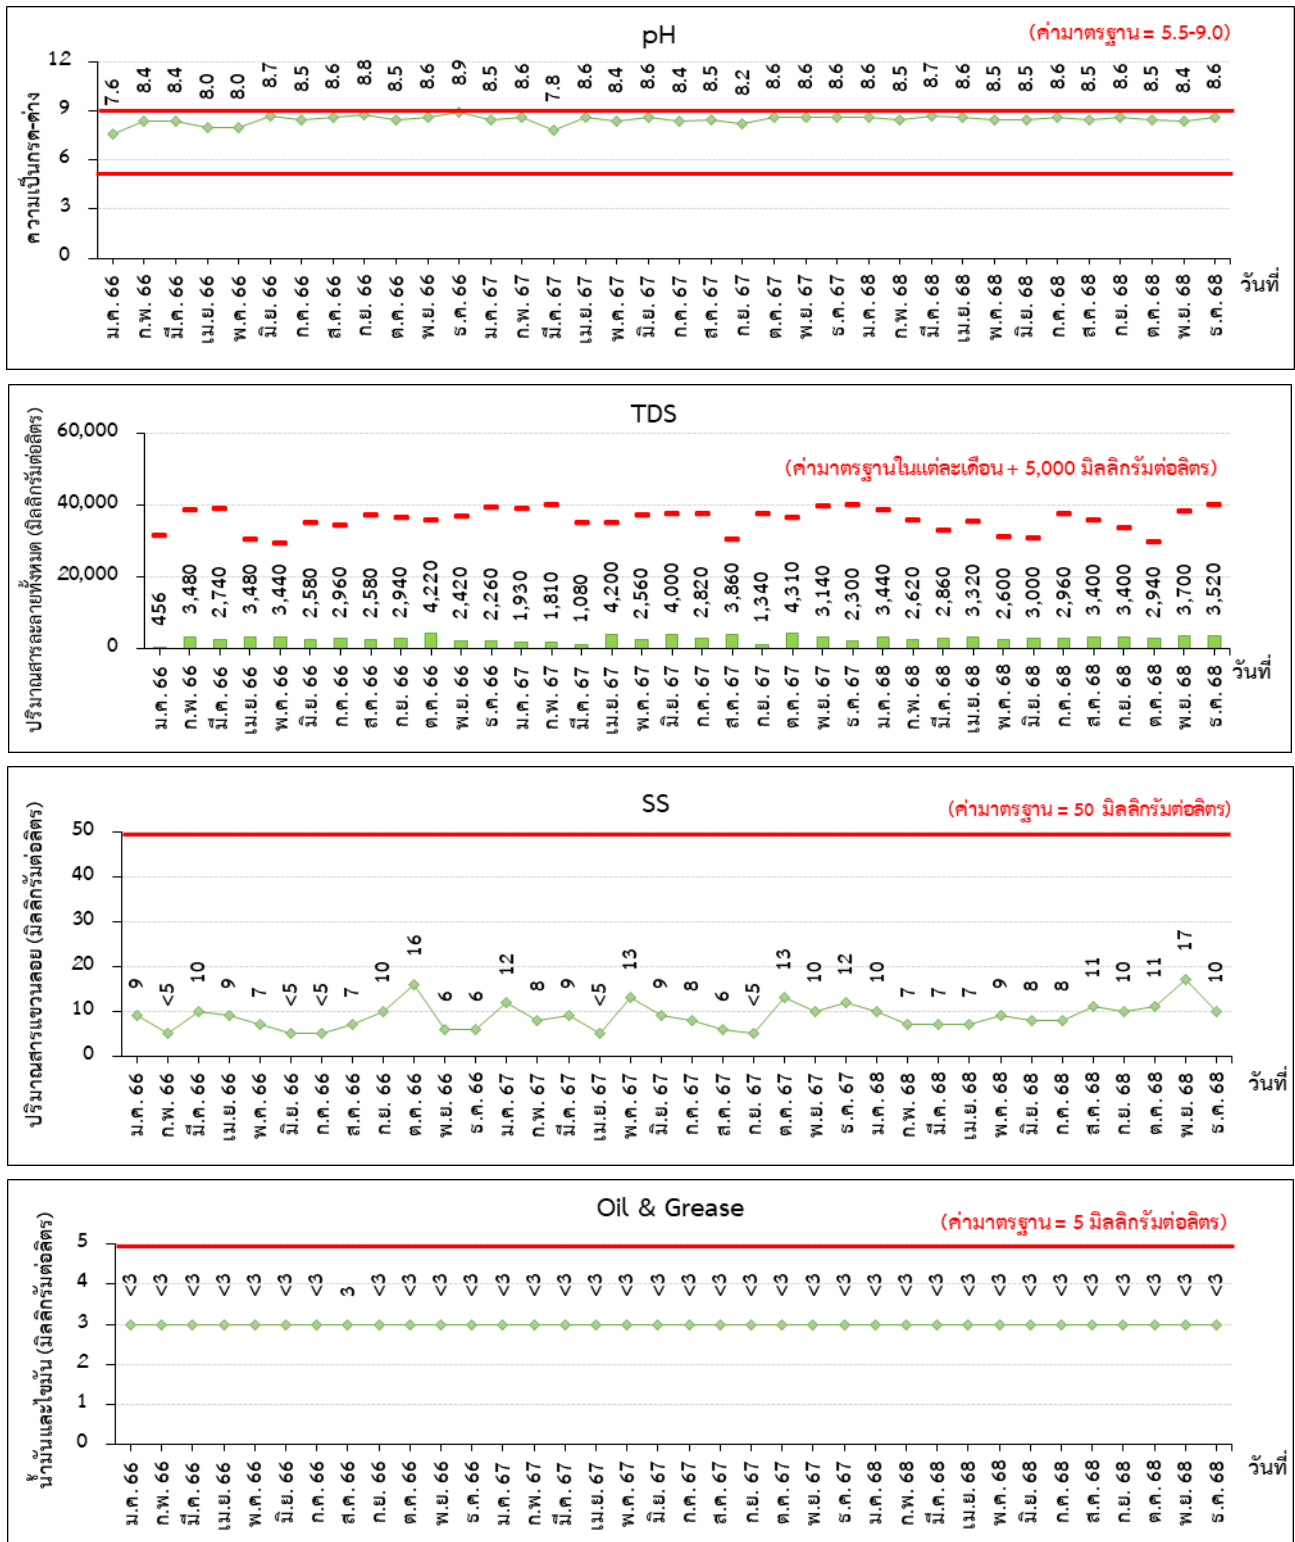 pH
(ค่ามาตรฐาน = 5.5-9.0)
ความเป็นกรด-ด่าง
12
9
6
3
0
7.6 8.4 8.4 8.0 8.0 8.7 8.5 8.6 8.8 8.5 8.6 8.9 8.5 8.6 7.8 8.6 8.4 8.6 8.4 8.5 8.2 8.6 8.6 8.6 8.6 8.5 8.7 8.6 8.5 8.5 8.6 8.5 8.6 8.5 8.4 8.6
ม.ค. 66 ก.พ. 66 มี.ค. 66 เม.ย. 66 พ.ค. 66 มิ.ย. 66 ก.ค. 66 ส.ค. 66 ก.ย. 66 ต.ค. 66 พ.ย. 66 ธ.ค. 66 ม.ค. 67 ก.พ. 67 มี.ค. 67 เม.ย. 67 พ.ค. 67 มิ.ย. 67 ก.ค. 67 ส.ค. 67 ก.ย. 67 ต.ค. 67 พ.ย. 67 ธ.ค. 67 ม.ค. 68 ก.พ. 68 มี.ค. 68 เม.ย. 68 พ.ค. 68 มิ.ย. 68 ก.ค. 68 ส.ค. 68 ก.ย. 68 ต.ค. 68 พ.ย. 68 ธ.ค. 68
วันที่
TDS
(ค่ามาตรฐานในแต่ละเดือน + 5,000 มิลลิกรัมต่อลิตร)
ปริมาณสารละลายทั้งหมด (มิลลิกรัมต่อลิตร)
60,000
40,000
20,000
0
456 3,480 2,740 3,480 3,440 2,580 2,960 2,580 2,940 4,220 2,420 2,260 1,930 1,810 1,080 4,200 2,560 4,000 2,820 3,860 1,340 4,310 3,140 2,300 3,440 2,620 2,860 3,320 2,600 3,000 2,960 3,400 3,400 2,940 3,700 3,520
ม.ค. 66 ก.พ. 66 มี.ค. 66 เม.ย. 66 พ.ค. 66 มิ.ย. 66 ก.ค. 66 ส.ค. 66 ก.ย. 66 ต.ค. 66 พ.ย. 66 ธ.ค. 66 ม.ค. 67 ก.พ. 67 มี.ค. 67 เม.ย. 67 พ.ค. 67 มิ.ย. 67 ก.ค. 67 ส.ค. 67 ก.ย. 67 ต.ค. 67 พ.ย. 67 ธ.ค. 67 ม.ค. 68 ก.พ. 68 มี.ค. 68 เม.ย. 68 พ.ค. 68 มิ.ย. 68 ก.ค. 68 ส.ค. 68 ก.ย. 68 ต.ค. 68 พ.ย. 68 ธ.ค. 68
วันที่
SS
(ค่ามาตรฐาน = 50 มิลลิกรัมต่อลิตร)
ปริมาณสารแขวนลอย (มิลลิกรัมต่อลิตร)
50
40
30
20
10
0
9 <5 10 9 7 <5 <5 7 10 16 6 6 12 8 9 <5 13 9 8 6 <5 13 10 12 10 7 7 7 9 8 8 11 10 11 17 10
ม.ค. 66 ก.พ. 66 มี.ค. 66 เม.ย. 66 พ.ค. 66 มิ.ย. 66 ก.ค. 66 ส.ค. 66 ก.ย. 66 ต.ค. 66 พ.ย. 66 ธ.ค. 66 ม.ค. 67 ก.พ. 67 มี.ค. 67 เม.ย. 67 พ.ค. 67 มิ.ย. 67 ก.ค. 67 ส.ค. 67 ก.ย. 67 ต.ค. 67 พ.ย. 67 ธ.ค. 67 ม.ค. 68 ก.พ. 68 มี.ค. 68 เม.ย. 68 พ.ค. 68 มิ.ย. 68 ก.ค. 68 ส.ค. 68 ก.ย. 68 ต.ค. 68 พ.ย. 68 ธ.ค. 68
วันที่
Oil & Grease
(ค่ามาตรฐาน = 5 มิลลิกรัมต่อลิตร)
น้ำมันและไขมัน (มิลลิกรัมต่อลิตร)
5
4
3
2
1
0
<3 <3 <3 <3 <3 <3 <3 3 <3 <3 <3 <3 <3 <3 <3 <3 <3 <3 <3 <3 <3 <3 <3 <3 <3 <3 <3 <3 <3 <3 <3 <3 <3 <3 <3 <3
ม.ค. 66 ก.พ. 66 มี.ค. 66 เม.ย. 66 พ.ค. 66 มิ.ย. 66 ก.ค. 66 ส.ค. 66 ก.ย. 66 ต.ค. 66 พ.ย. 66 ธ.ค. 66 ม.ค. 67 ก.พ. 67 มี.ค. 67 เม.ย. 67 พ.ค. 67 มิ.ย. 67 ก.ค. 67 ส.ค. 67 ก.ย. 67 ต.ค. 67 พ.ย. 67 ธ.ค. 67 ม.ค. 68 ก.พ. 68 มี.ค. 68 เม.ย. 68 พ.ค. 68 มิ.ย. 68 ก.ค. 68 ส.ค. 68 ก.ย. 68 ต.ค. 68 พ.ย. 68 ธ.ค. 68
วันที่